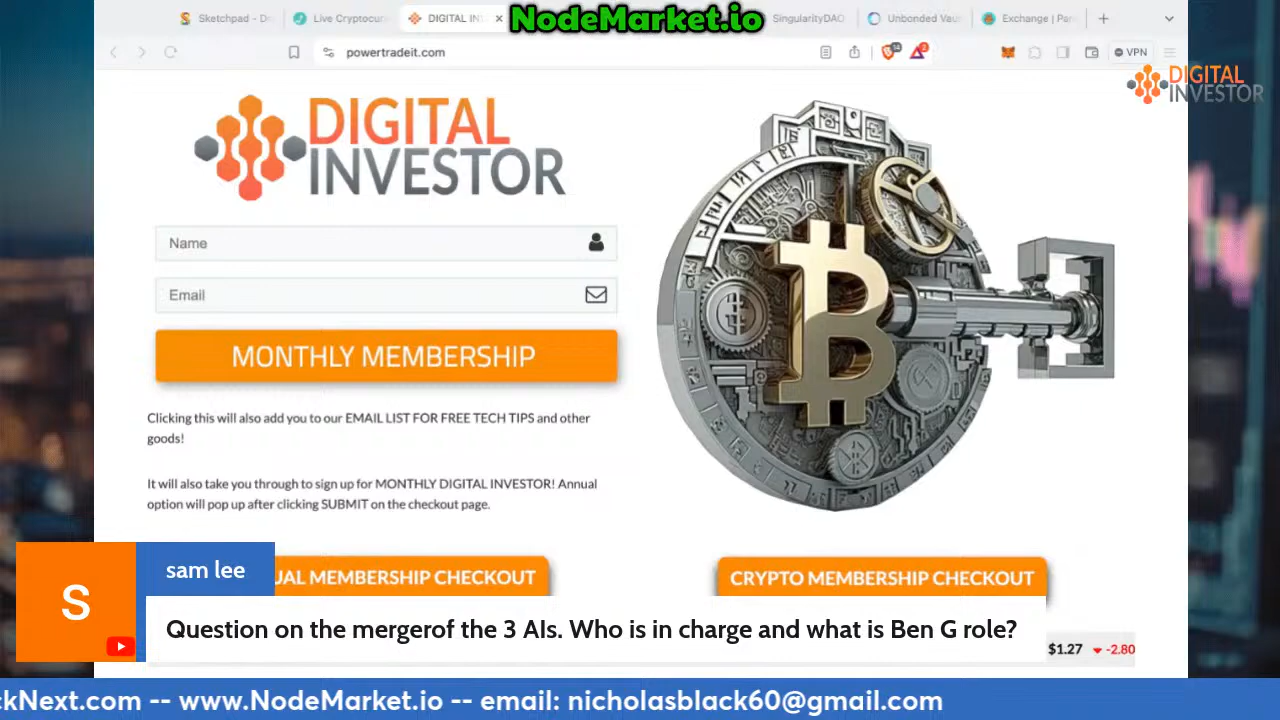 Sketchpad - D
Live Cryptocur
DIGITAL IN
NodeMarket.io
SingularityDAO
Unbonded Vau
Exchange | Pan
powertradeit.com
14
2
VPN
DIGITAL
INVESTOR
DIGITAL
INVESTOR
Name
Email
MONTHLY MEMBERSHIP
Clicking this will also add you to our EMAIL LIST FOR FREE TECH TIPS and other
goods!
It will also take you through to sign up for MONTHLY DIGITAL INVESTOR! Annual
option will pop up after clicking SUBMIT on the checkout page.
UAL MEMBERSHIP CHECKOUT
CRYPTO MEMBERSHIP CHECKOUT
S
sam lee
Question on the mergerof the 3 AIs. Who is in charge and what is Ben G role?
$1.27 -2.80
ckNext.com -- www.NodeMarket.io -- email: nicholasblack60@gmail.com